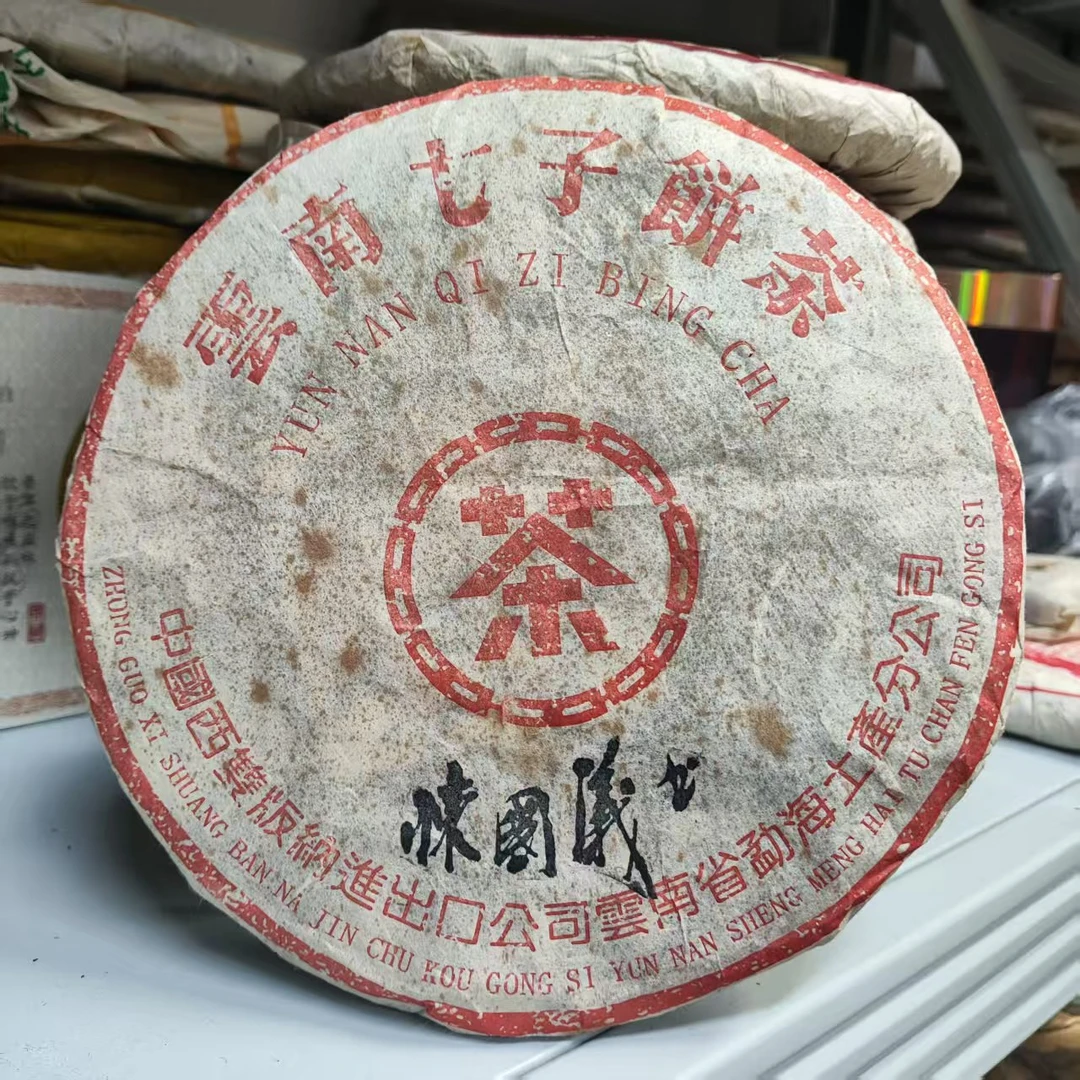 雲南七子餅茶
YUN NAN QI ZI BING CHA
茶
陳國義
中國西雙版納進出口公司雲南省勐海土產分公司
ZHONG GUO XI SHUANG BAN NA JIN CHU KOU GONG SI YUN NAN SHENG MENG HAI TU CHAN FEN GONG SI